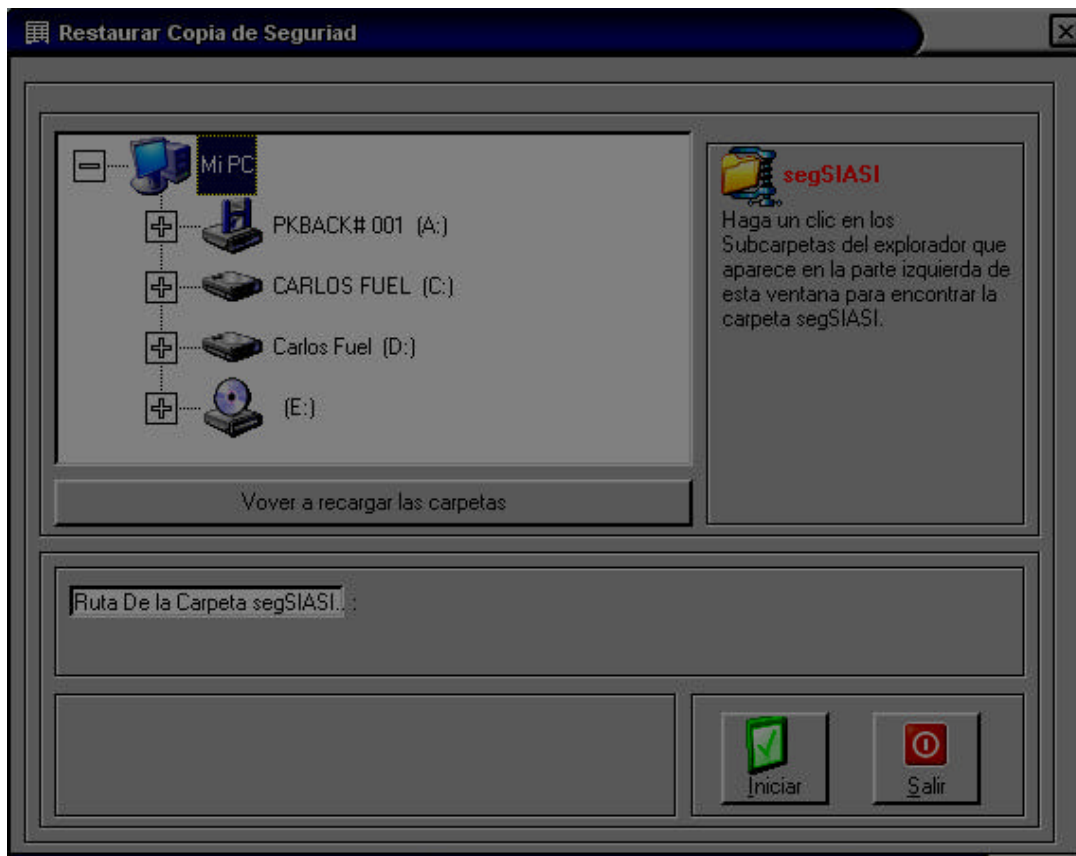 Restaurar Copia de Seguriad
Mi PC
PKBACK# 001 (A:)
CARLOS FUEL (C:)
Carlos Fuel (D:)
(E:)
Vover a recargar las carpetas
segSIASI
Haga un clic en los
Subcarpetas del explorador que
aparece en la parte izquierda de
esta ventana para encontrar la
carpeta segSIASI.
Ruta De la Carpeta segSIASI.. :
Iniciar
Salir